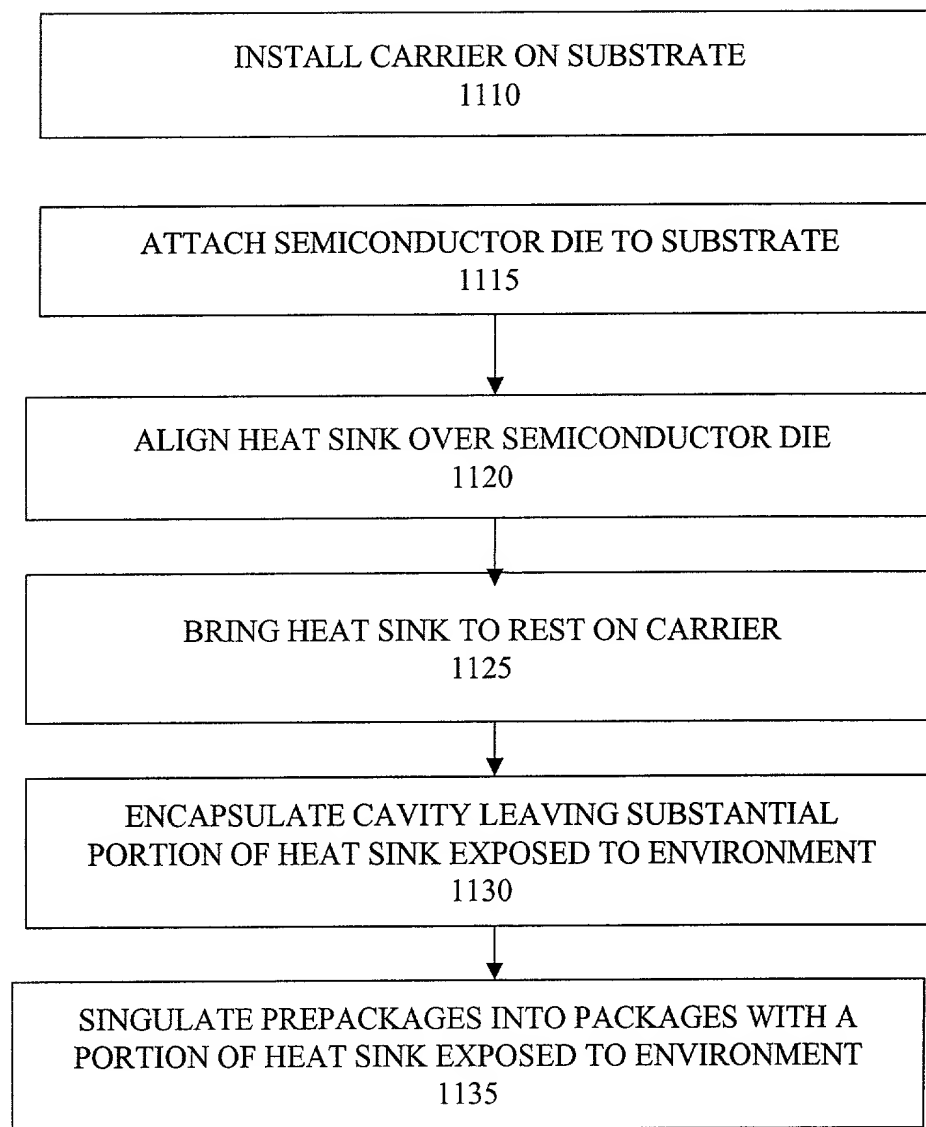 INSTALL CARRIER ON SUBSTRATE
1110
ATTACH SEMICONDUCTOR DIE TO SUBSTRATE
1115
ALIGN HEAT SINK OVER SEMICONDUCTOR DIE
1120
BRING HEAT SINK TO REST ON CARRIER
1125
ENCAPSULATE CAVITY LEAVING SUBSTANTIAL
PORTION OF HEAT SINK EXPOSED TO ENVIRONMENT
1130
SINGULATE PREPACKAGES INTO PACKAGES WITH A
PORTION OF HEAT SINK EXPOSED TO ENVIRONMENT
1135